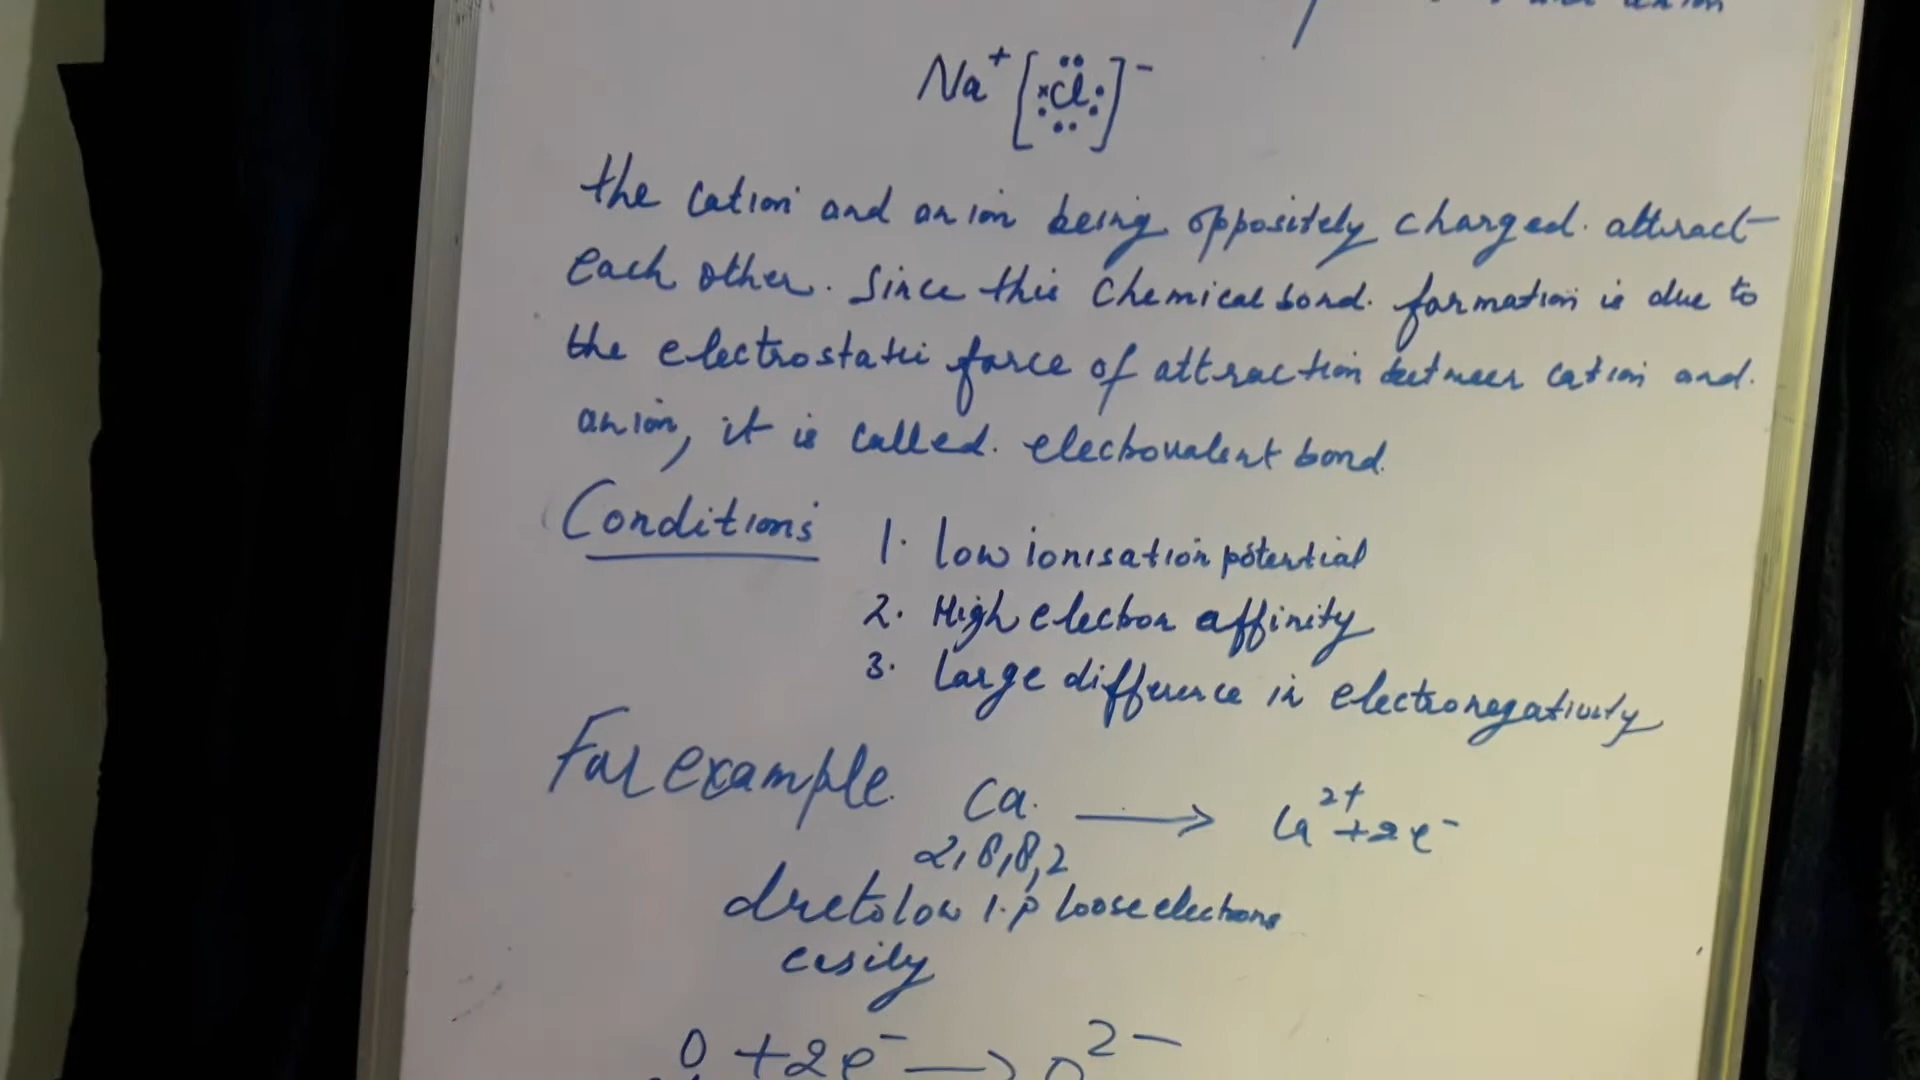 and anion
Na⁺ [ẋCl:]⁻
the cation and anion being oppositely charged. attract
each other. Since this Chemical bond. formation is due to
the electrostatic force of attraction between cation and.
anion, it is called. electrovalent bond.
Conditions
1. low ionisation potential
2. High electron affinity
3. Large difference in electronegativity
For example. Ca. ⟶ Ca²⁺+2e⁻
2,8,8,2
due to low I.P loose electrons
easily
O +2e⁻ ⟶ O²⁻